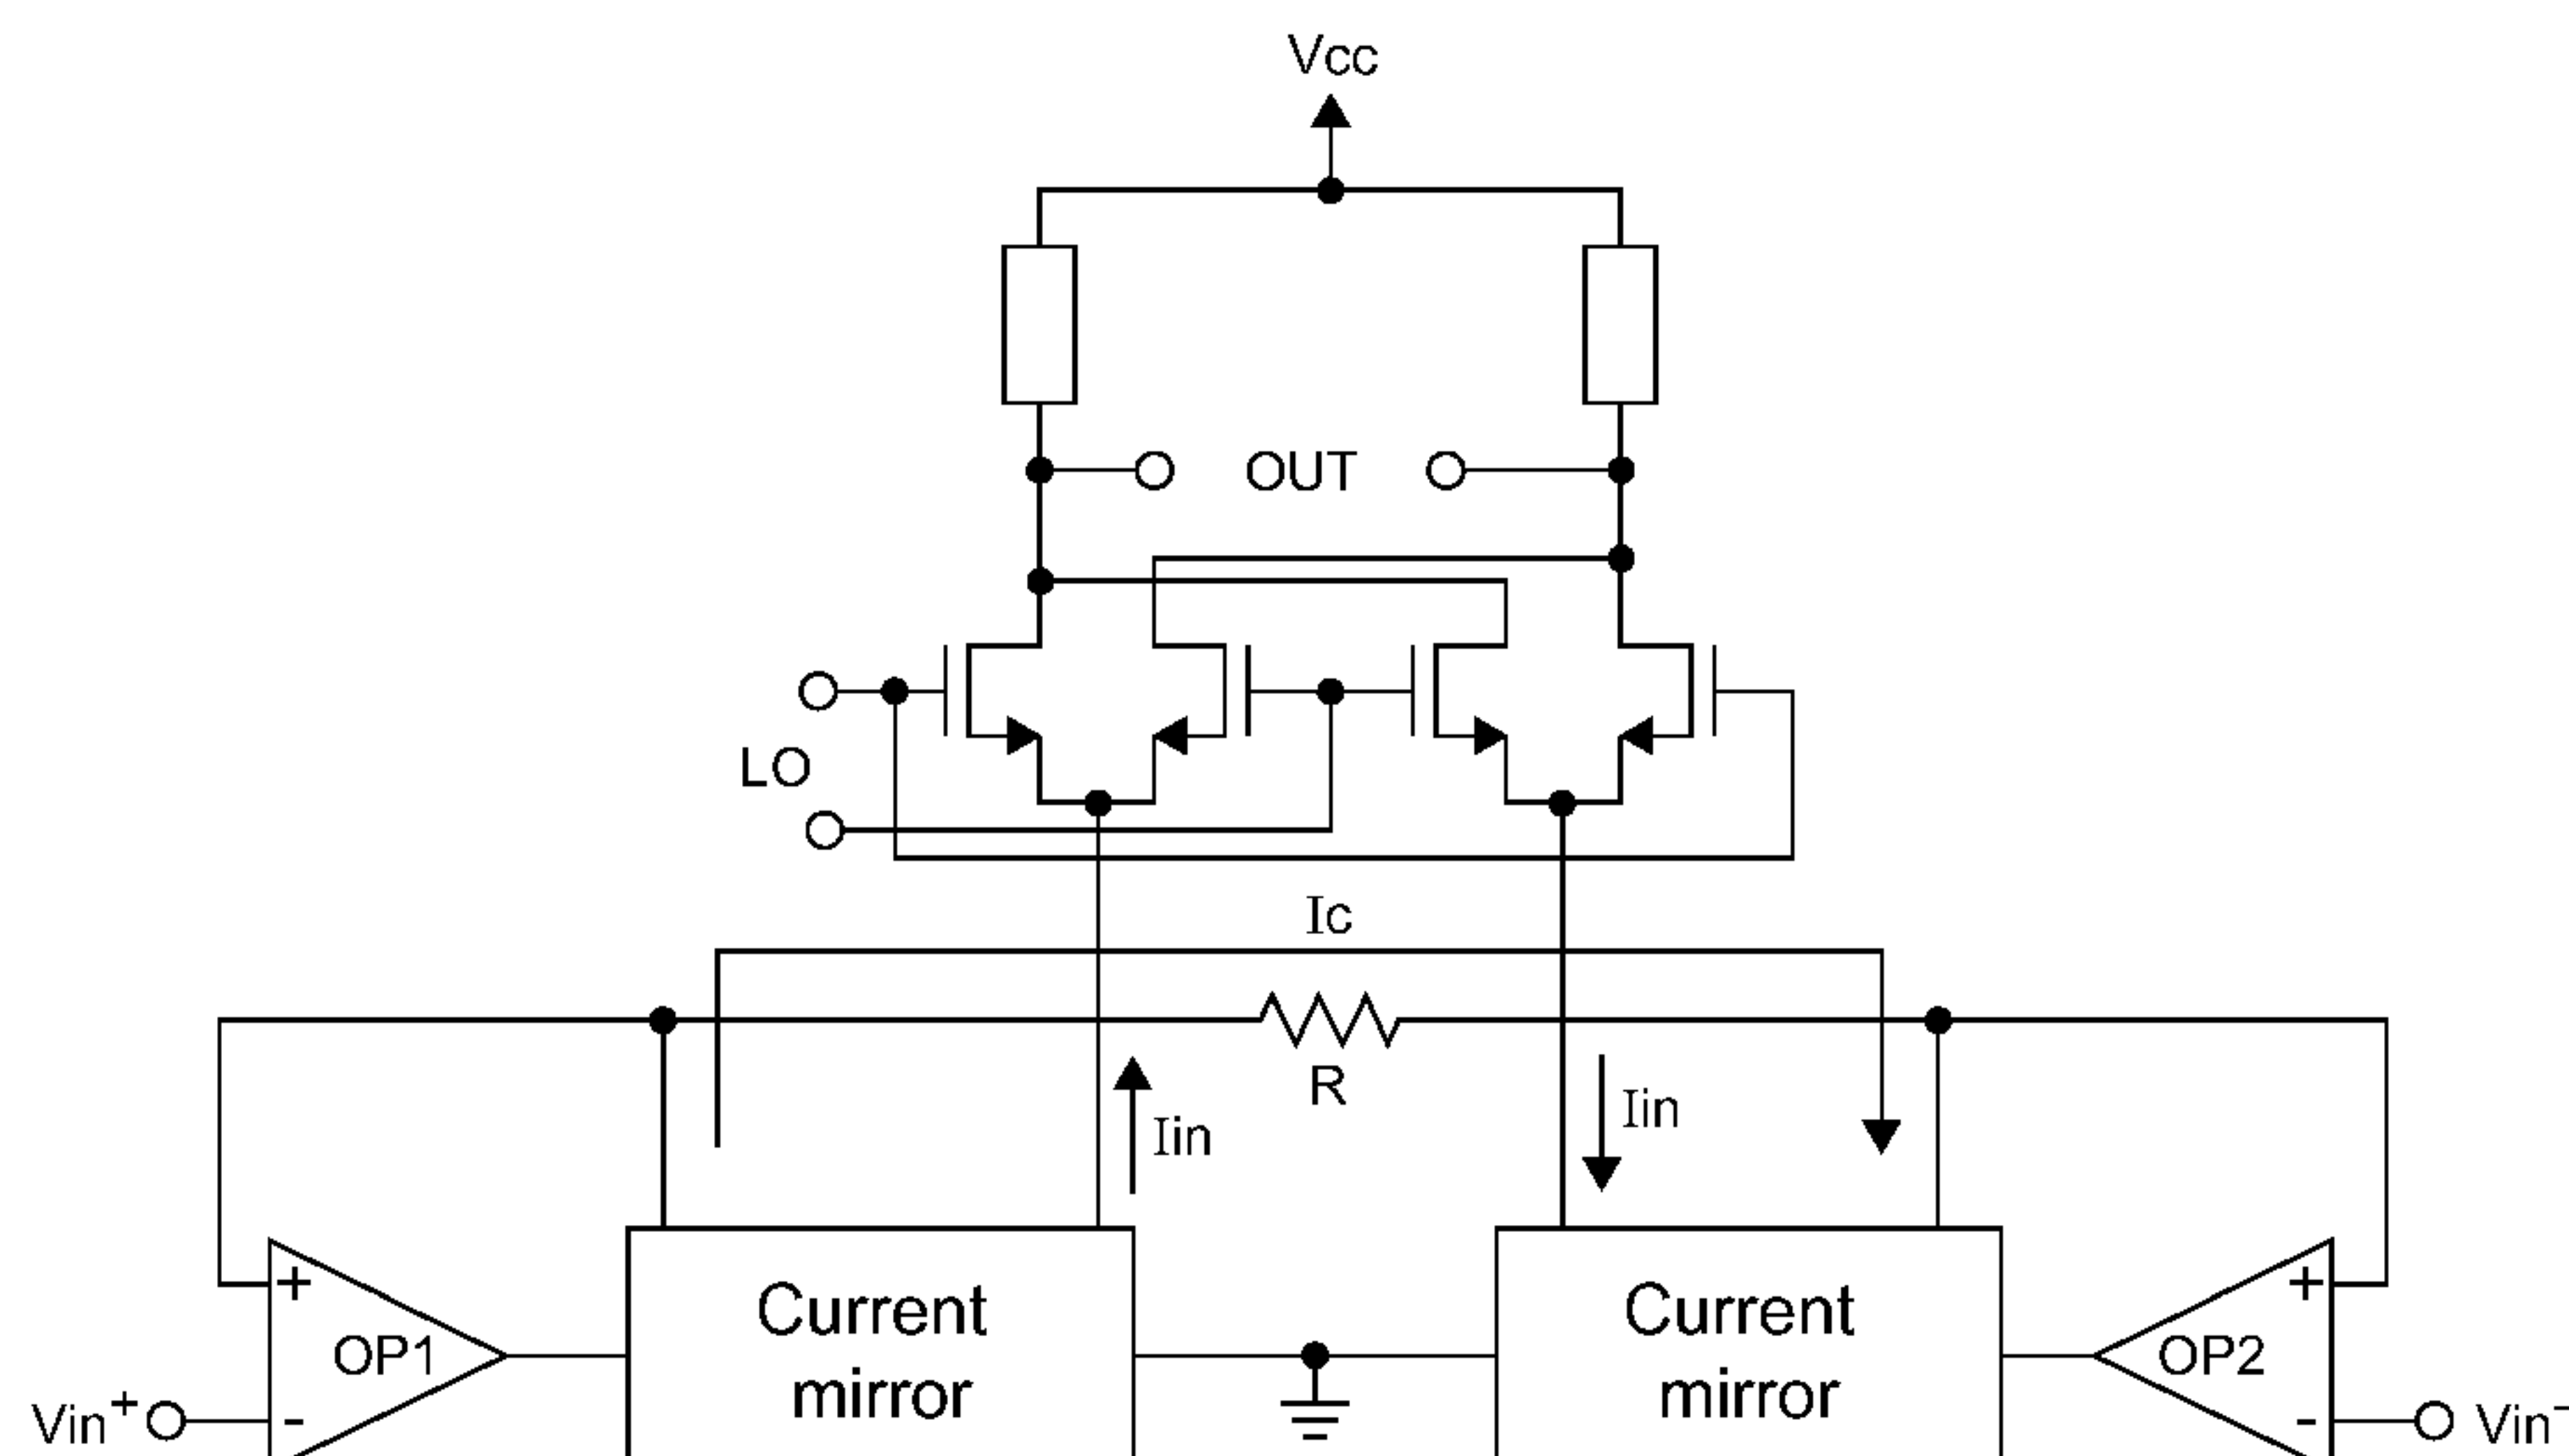 Vcc
OUT
LO
Ic
R
Iin
Iin
+
OP1
-
Vin+
Current
mirror
Current
mirror
+
OP2
-
Vin-